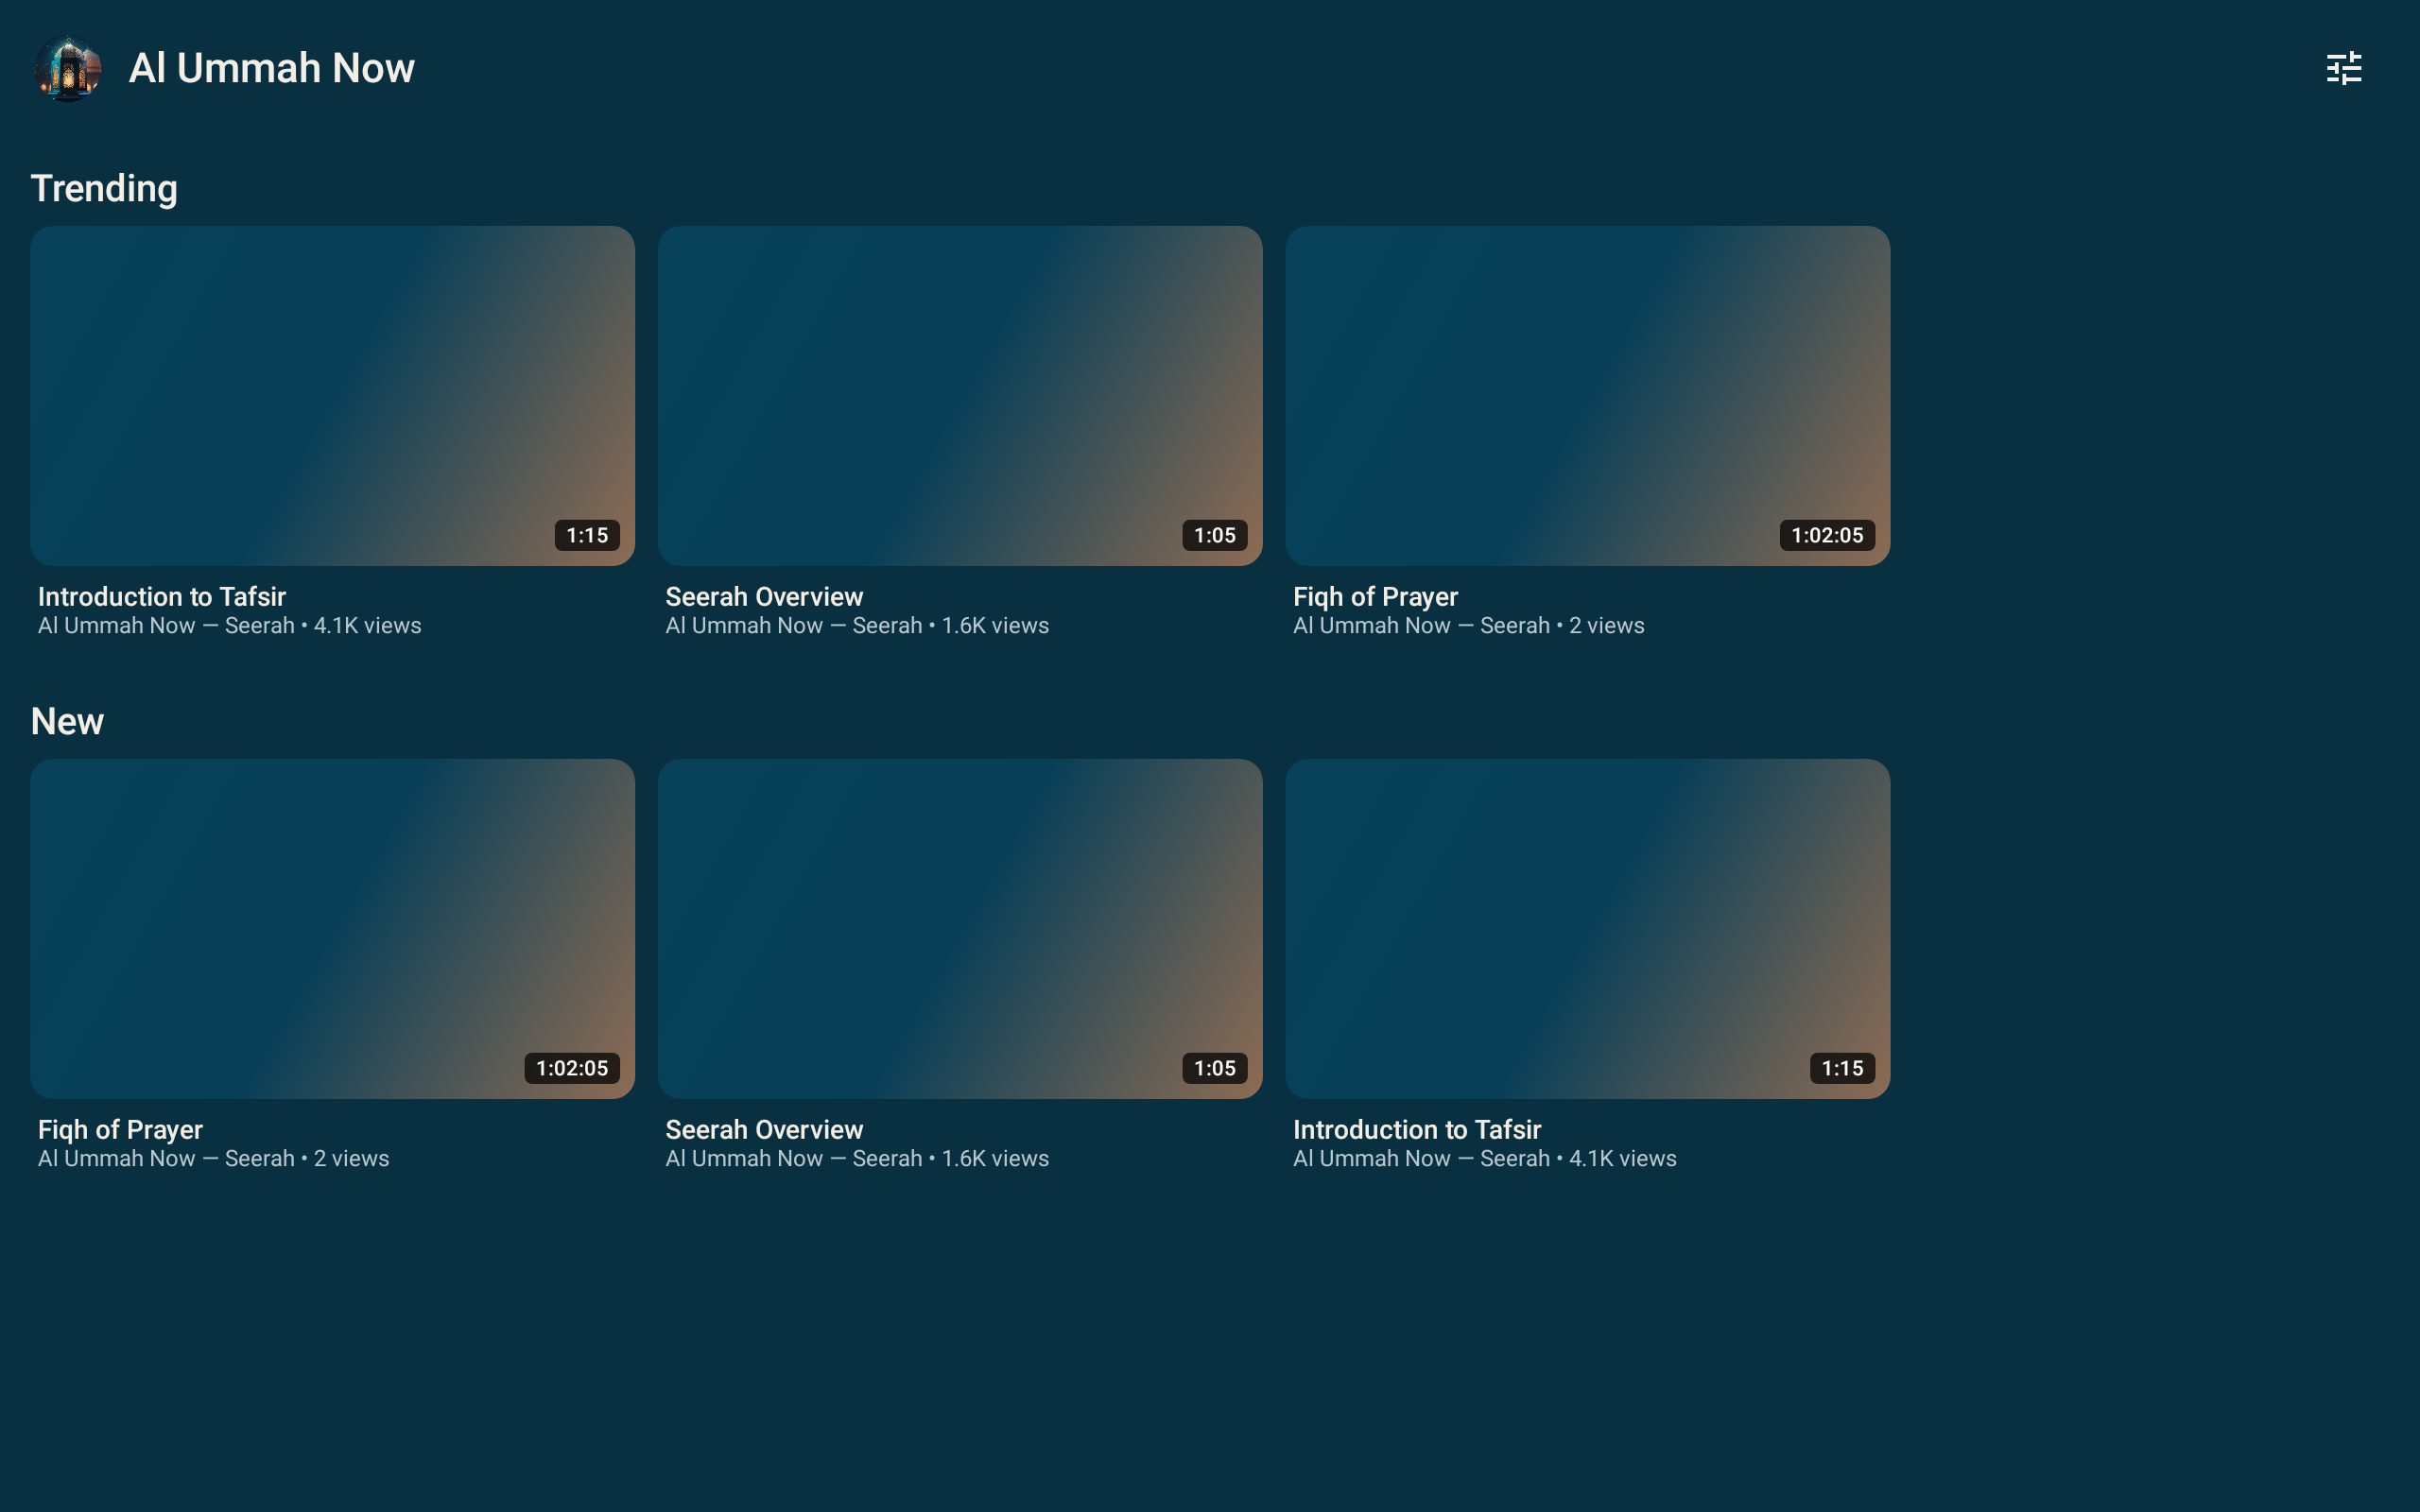 Al Ummah Now
Trending
1:15
1:05
1:02:05
Introduction to Tafsir
Al Ummah Now — Seerah • 4.1K views
Seerah Overview
Al Ummah Now — Seerah • 1.6K views
Fiqh of Prayer
Al Ummah Now — Seerah • 2 views
New
1:02:05
1:05
1:15
Fiqh of Prayer
Al Ummah Now — Seerah • 2 views
Seerah Overview
Al Ummah Now — Seerah • 1.6K views
Introduction to Tafsir
Al Ummah Now — Seerah • 4.1K views